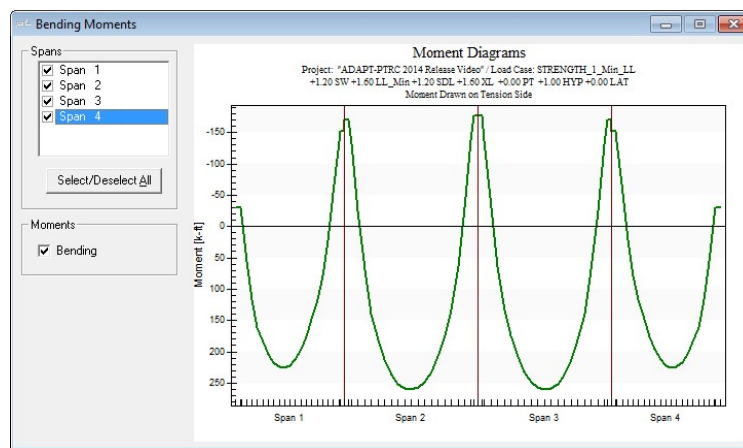 Bending Moments
Spans
Span 1
Span 2
Span 3
Span 4
Select/Deselect All
Moments
Bending
Moment Diagrams
Project: "ADAPT-PTRC 2014 Release Video" / Load Case: STRENGTH_1_Min_LL
+1.20 SW +1.60 LL_Min +1.20 SDL +1.60 XL +0.00 PT +1.00 HYP +0.00 LAT
Moment Drawn on Tension Side
Moment [k-ft]
-150
-100
-50
0
50
100
150
200
250
Span 1 Span 2 Span 3 Span 4